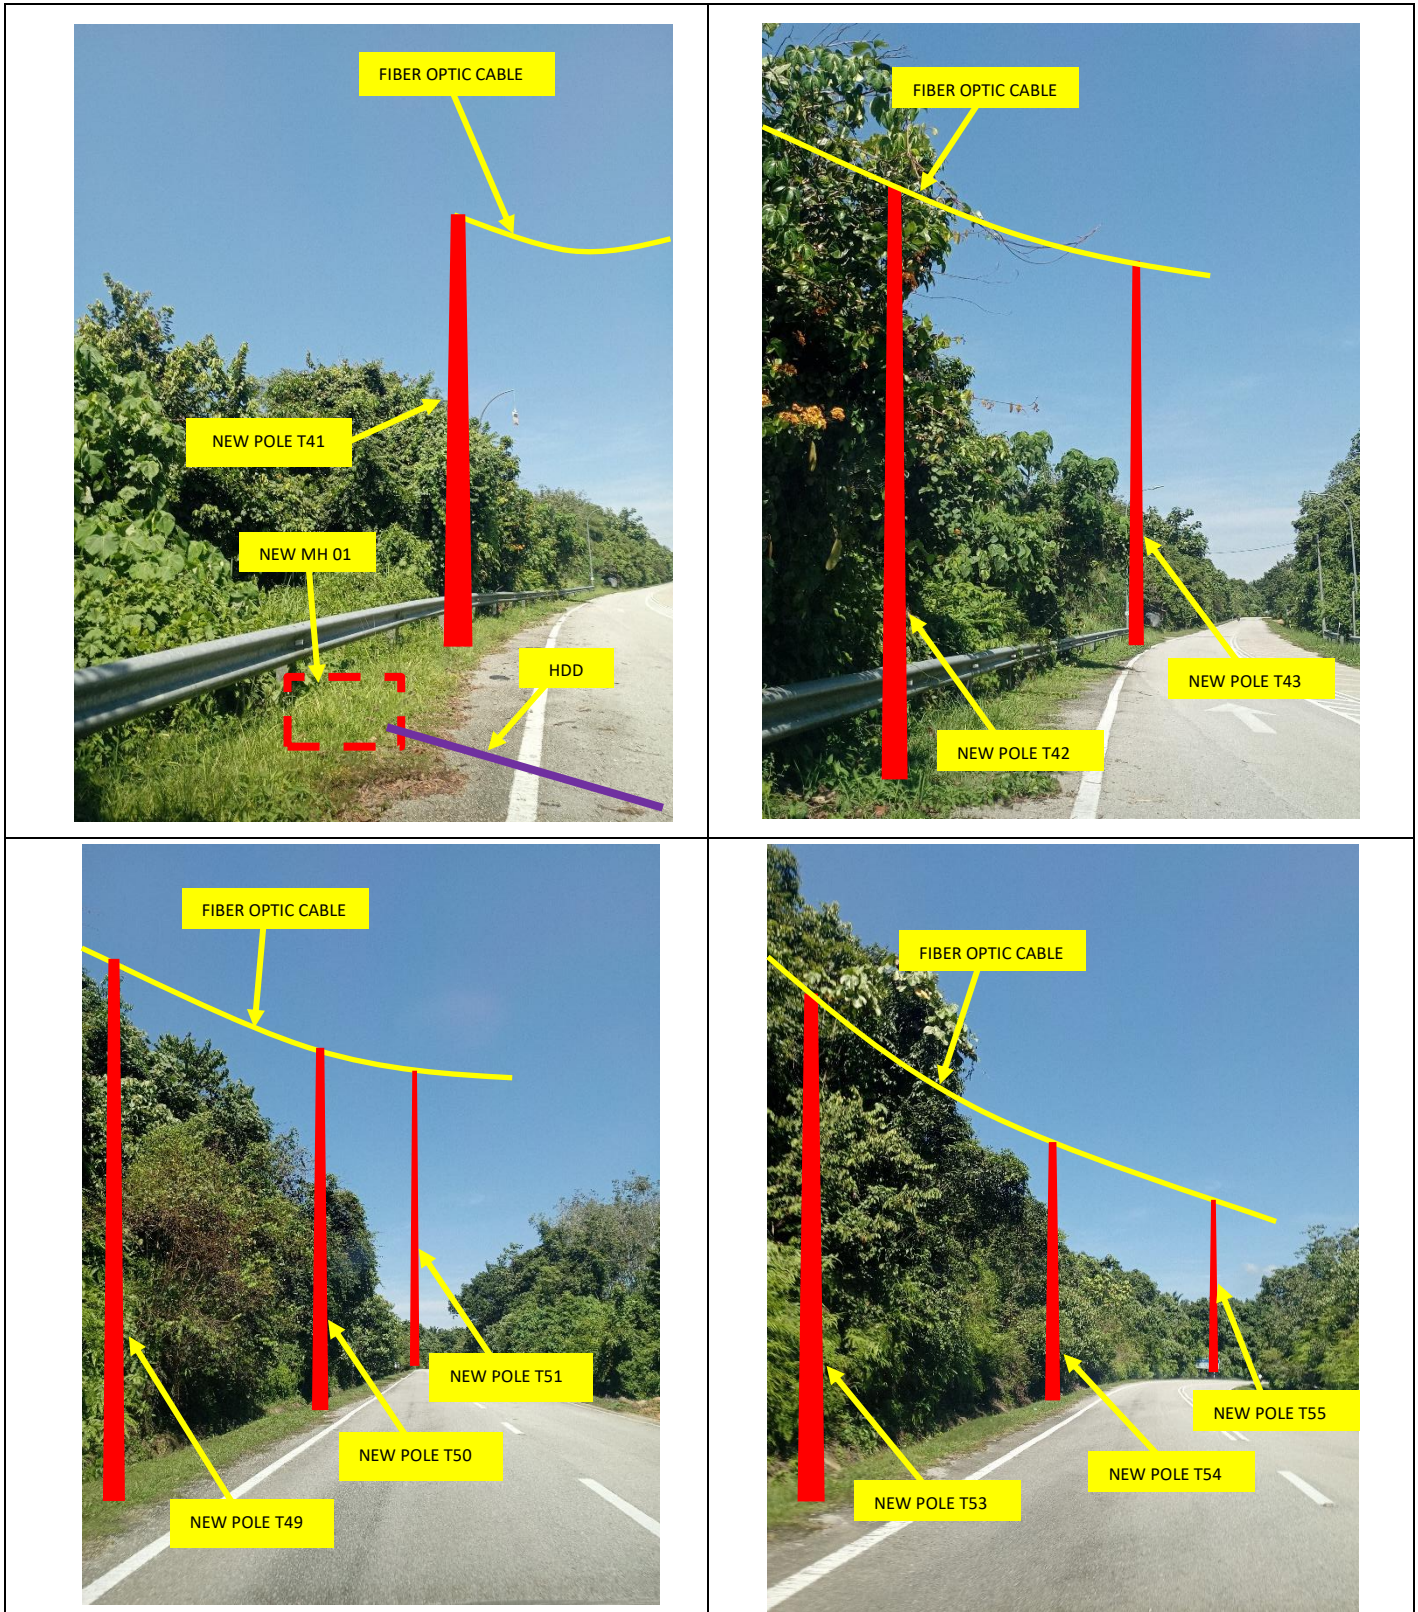 FIBER OPTIC CABLE
NEW POLE T41
NEW MH 01
HDD
FIBER OPTIC CABLE
NEW POLE T43
NEW POLE T42
FIBER OPTIC CABLE
NEW POLE T51
NEW POLE T50
NEW POLE T49
FIBER OPTIC CABLE
NEW POLE T55
NEW POLE T54
NEW POLE T53